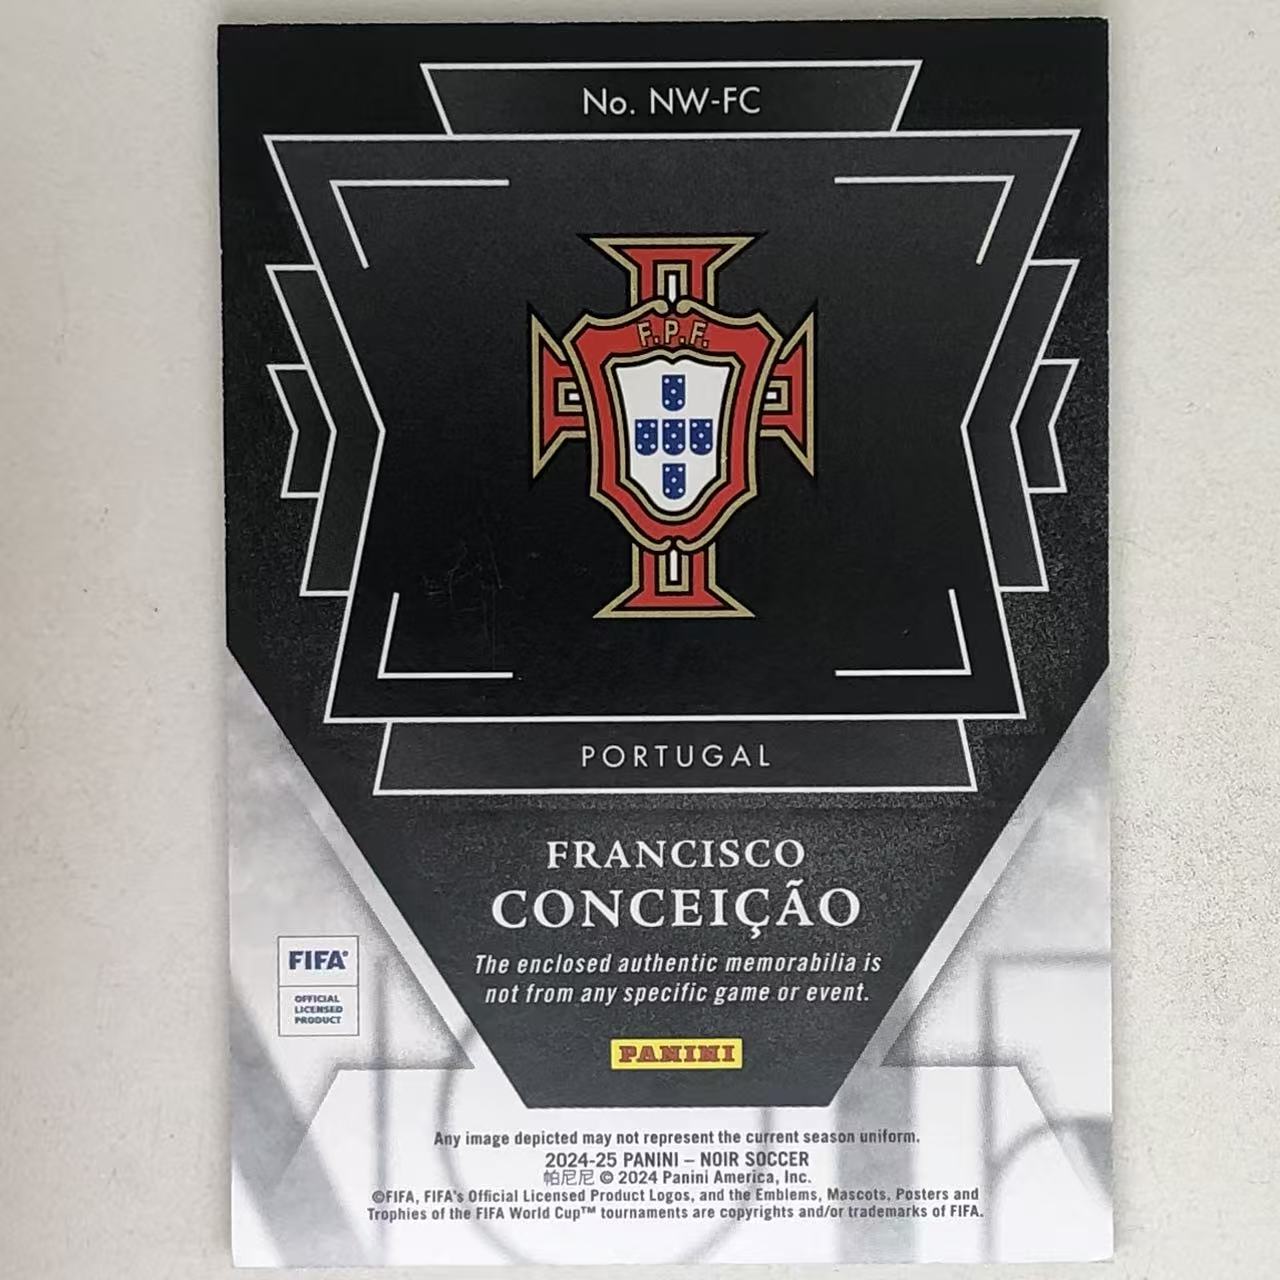 No. NW-FC
F.P.F.
PORTUGAL
FRANCISCO
CONCEIÇÃO
The enclosed authentic memorabilia is
not from any specific game or event.
FIFA®
OFFICIAL
LICENSED
PRODUCT
PANINI
Any image depicted may not represent the current season uniform.
2024-25 PANINI – NOIR SOCCER
帕尼尼 © 2024 Panini America, Inc.
©FIFA, FIFA's Official Licensed Product Logos, and the Emblems, Mascots, Posters and
Trophies of the FIFA World Cup™ tournaments are copyrights and/or trademarks of FIFA.